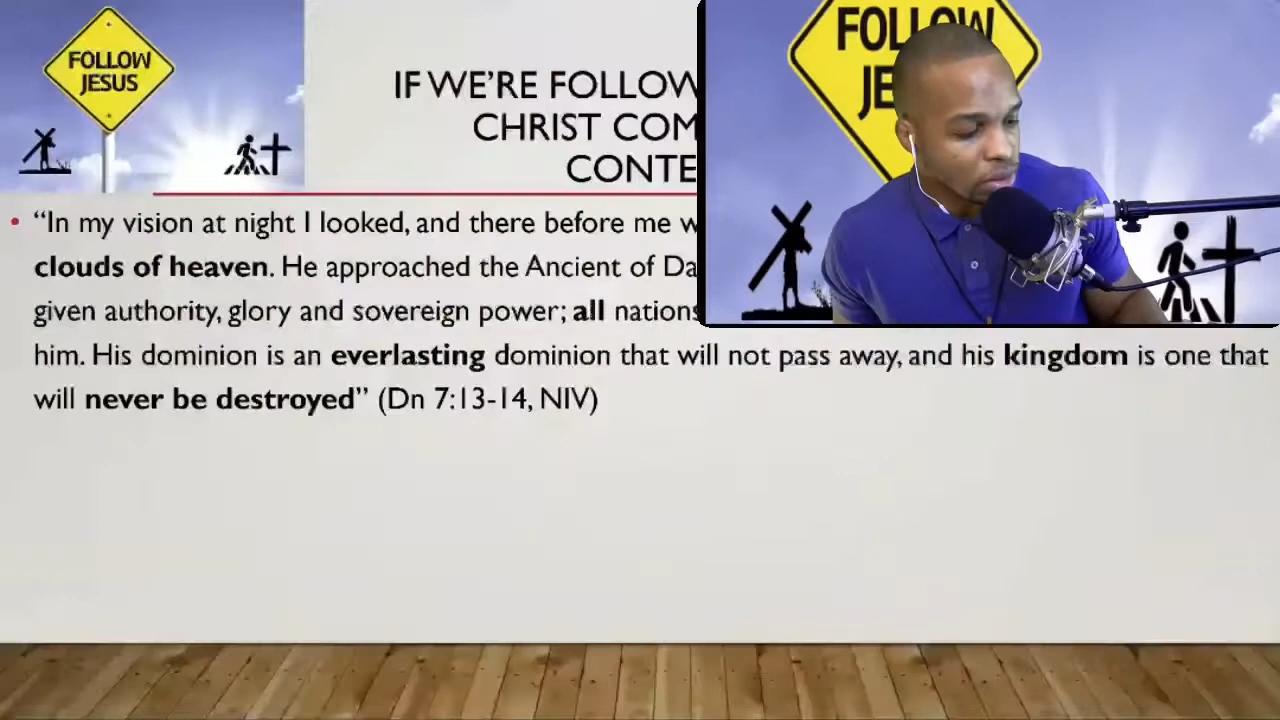 FOLLOW
JESUS
IF WE'RE FOLLOW
CHRIST COM
CONTE
FOLLOW
JE
• “In my vision at night I looked, and there before me w
clouds of heaven. He approached the Ancient of Da
given authority, glory and sovereign power; all nations
him. His dominion is an everlasting dominion that will not pass away, and his kingdom is one that
will never be destroyed” (Dn 7:13-14, NIV)